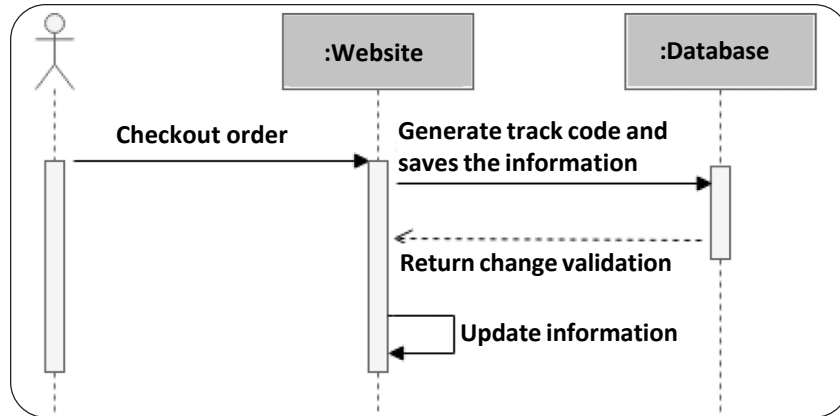 :Website
:Database
Checkout order
Generate track code and
saves the information
Return change validation
Update information